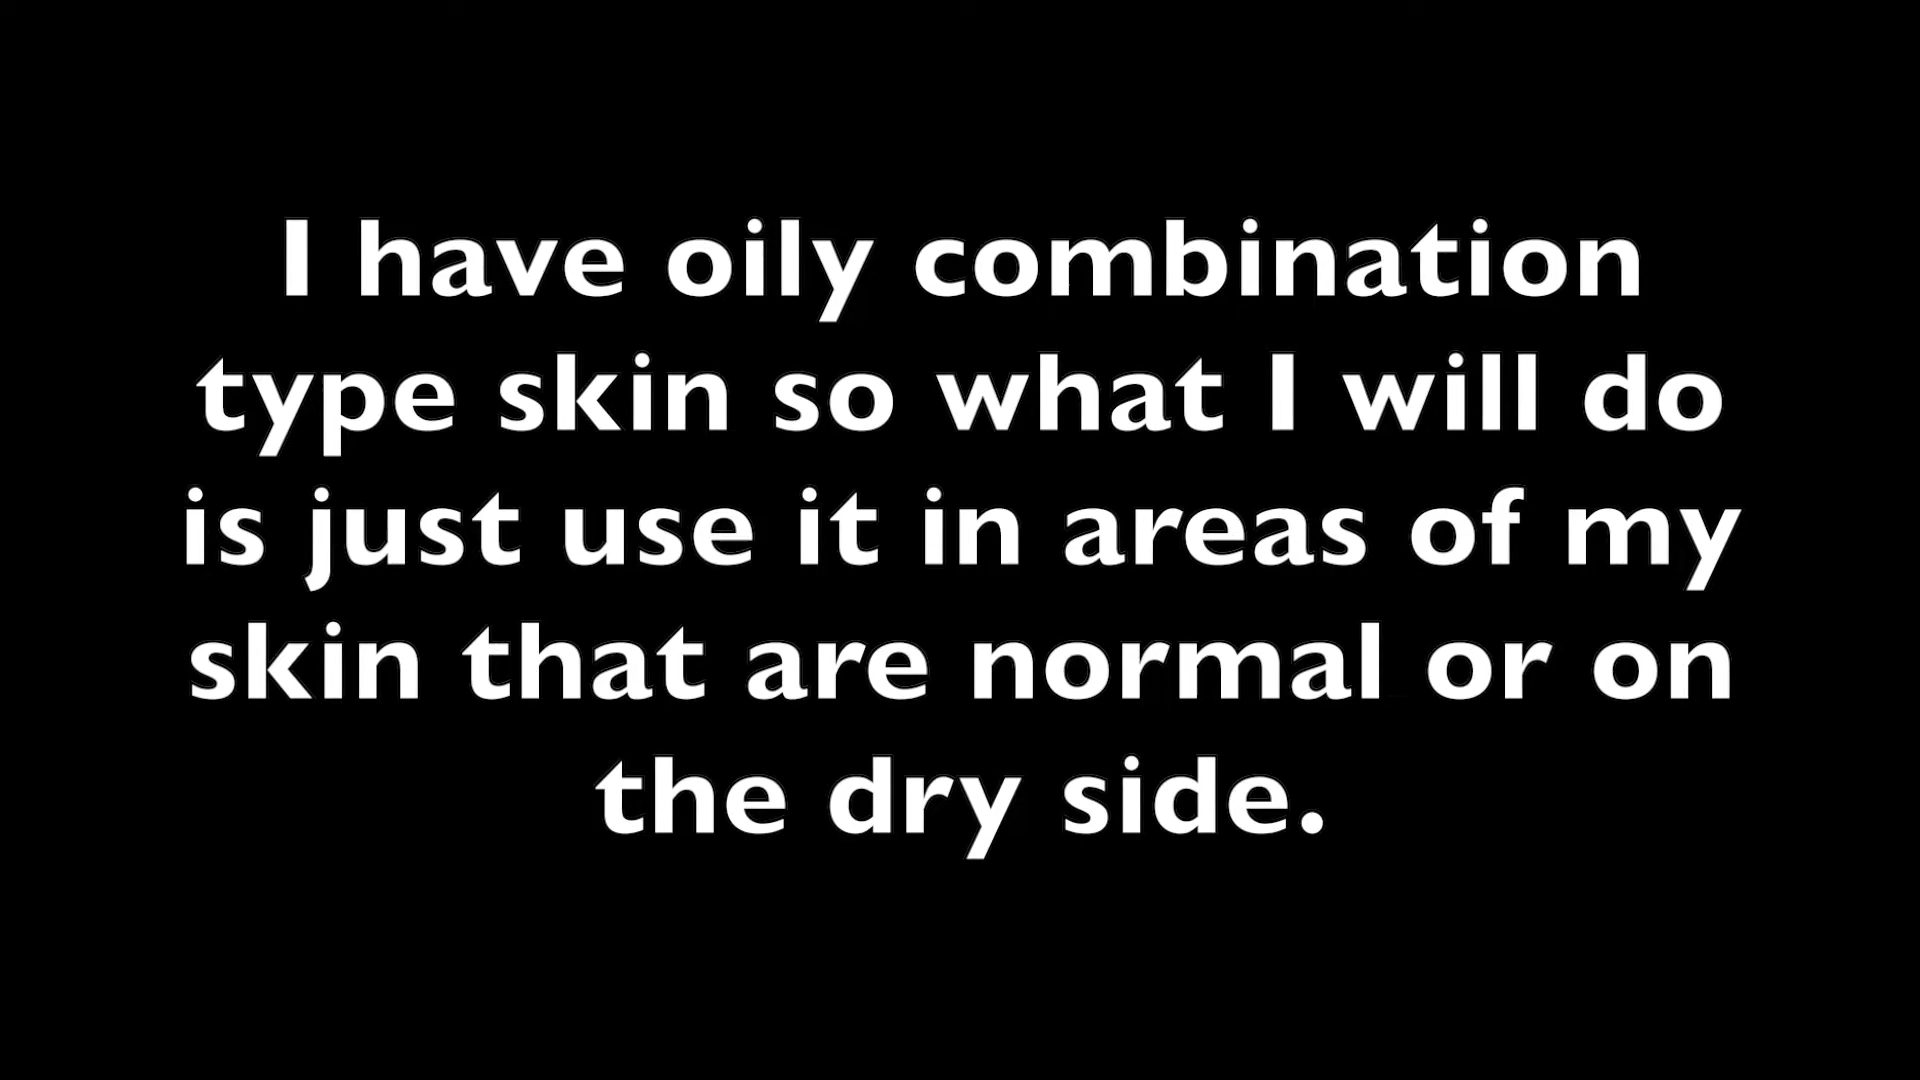 I have oily combination
type skin so what I will do
is just use it in areas of my
skin that are normal or on
the dry side.